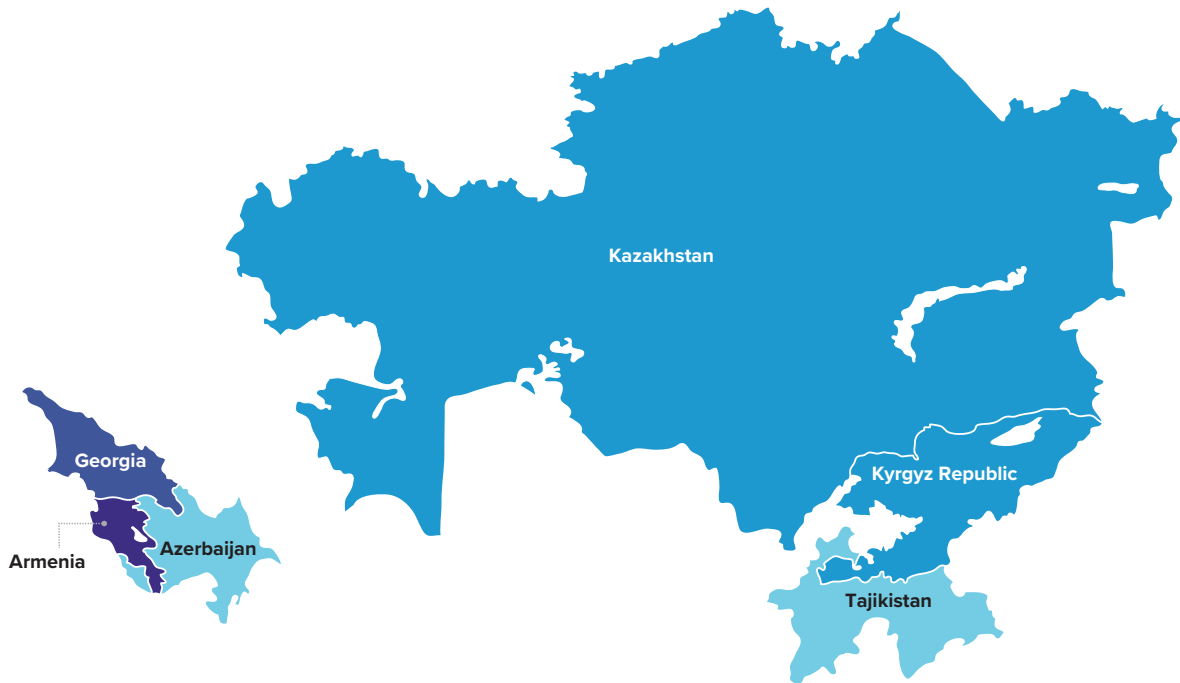 Kazakhstan
Georgia
Kyrgyz Republic
Azerbaijan
Armenia
Tajikistan